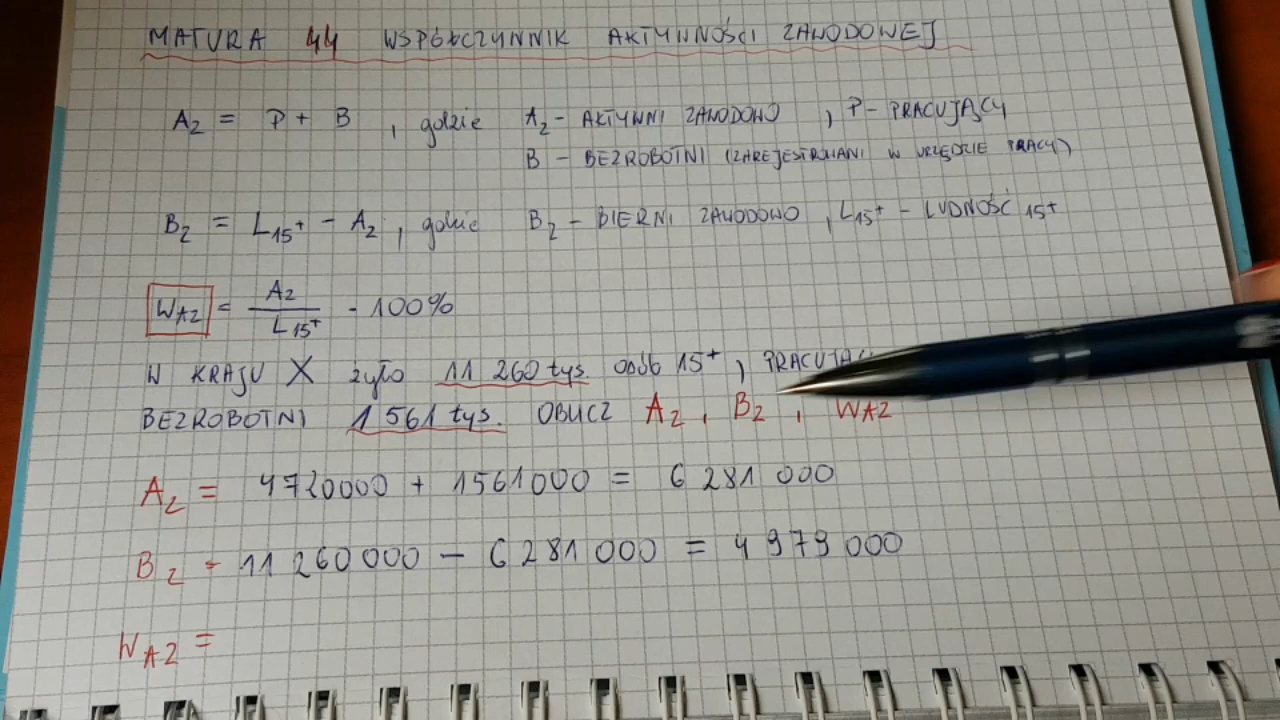 MATURA 44 WSPÓŁCZYNNIK AKTYWNOŚCI ZAWODOWEJ
AZ = P + B , gdzie AZ - AKTYWNI ZAWODOWO , P - PRACUJĄCY
B - BEZROBOTNI (ZAREJESTROWANI W URZĘDZIE PRACY)
BZ = L15+ - AZ , gdzie BZ - BIERNI ZAWODOWO , L15+ - LUDNOŚĆ 15+
WAZ = AZ / L15+ · 100%
W KRAJU X żyło 11 260 tys. osób 15+ ,
BEZROBOTNI 1 561 tys. OBLICZ AZ , BZ , WAZ
AZ = 4720000 + 1561000 = 6 281 000
BZ = 11 260 000 - 6 281 000 = 4 979 000
WAZ =